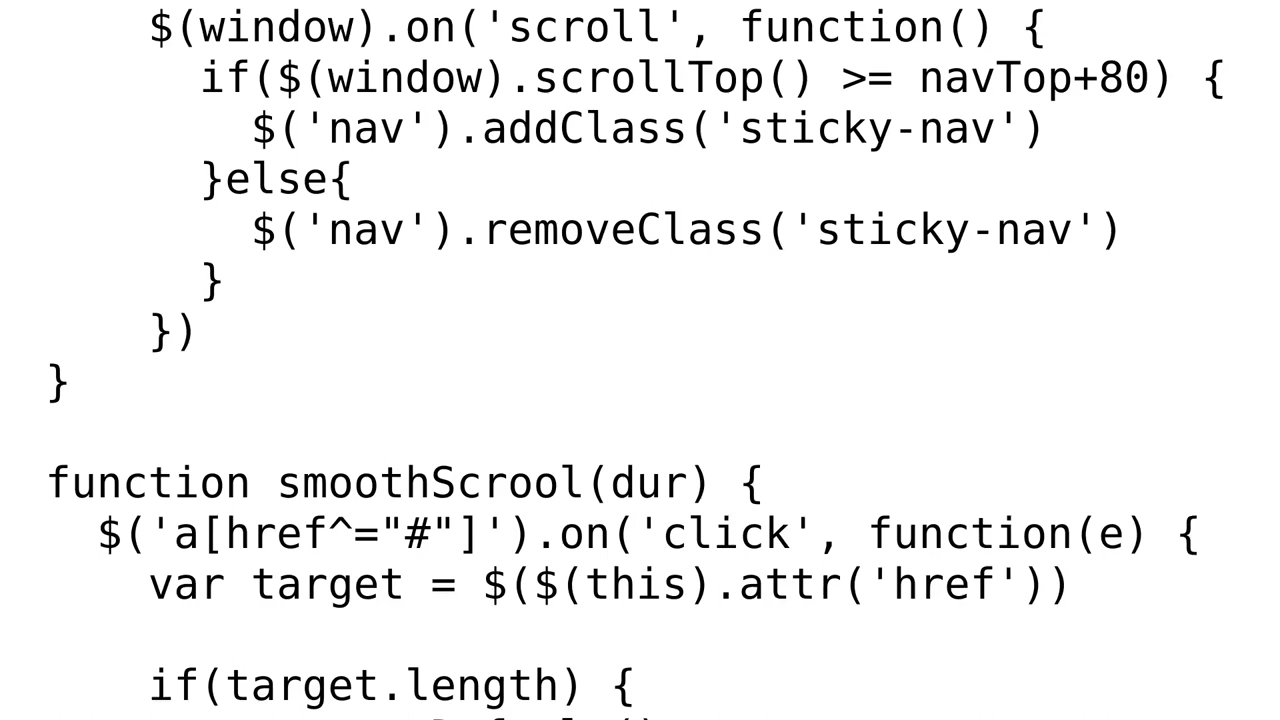 $(window).on('scroll', function() {
if($(window).scrollTop() >= navTop+80) {
$('nav').addClass('sticky-nav')
}else{
$('nav').removeClass('sticky-nav')
}
})
}
function smoothScrool(dur) {
$('a[href^="#"]').on('click', function(e) {
var target = $($(this).attr('href'))
if(target.length) {